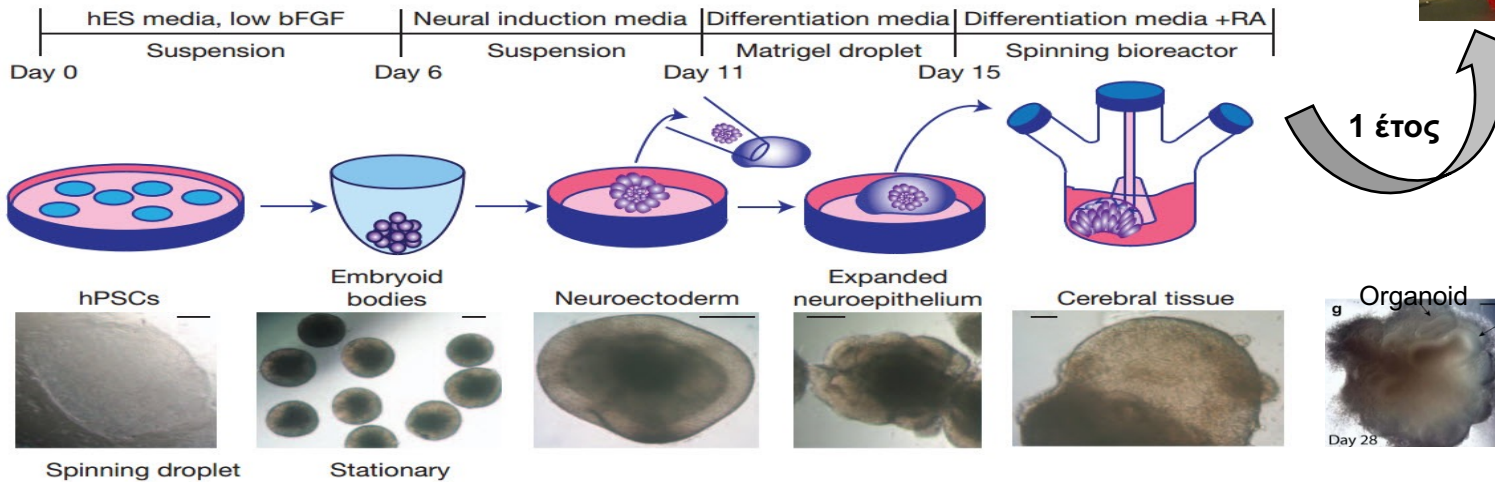 hES media, low bFGF
Neural induction media
Differentiation media
Differentiation media +RA
Suspension
Suspension
Matrigel droplet
Spinning bioreactor
Day 0
Day 6
Day 11
Day 15
1 έτος
hPSCs
Embryoid
bodies
Neuroectoderm
Expanded
neuroepithelium
Cerebral tissue
Organoid
g
Day 28
Spinning droplet
Stationary